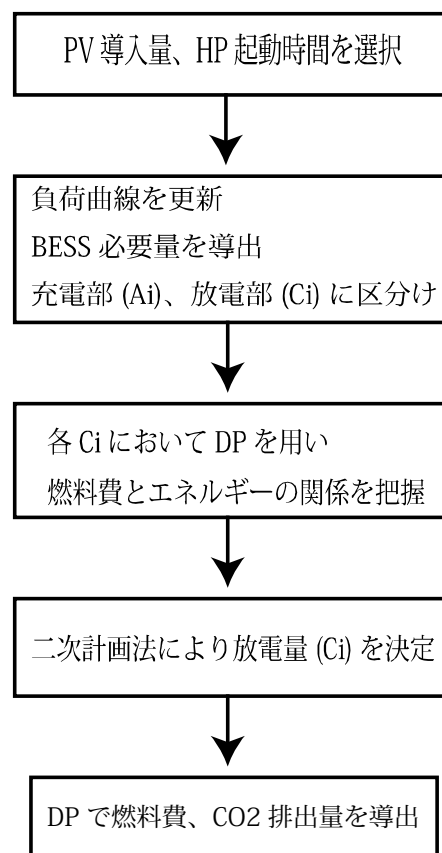 PV 導入量、HP 起動時間を選択
負荷曲線を更新
BESS 必要量を導出
充電部 (Ai)、放電部 (Ci) に区分け
各 Ci において DP を用い
燃料費とエネルギーの関係を把握
二次計画法により放電量 (Ci) を決定
DP で燃料費、CO2 排出量を導出